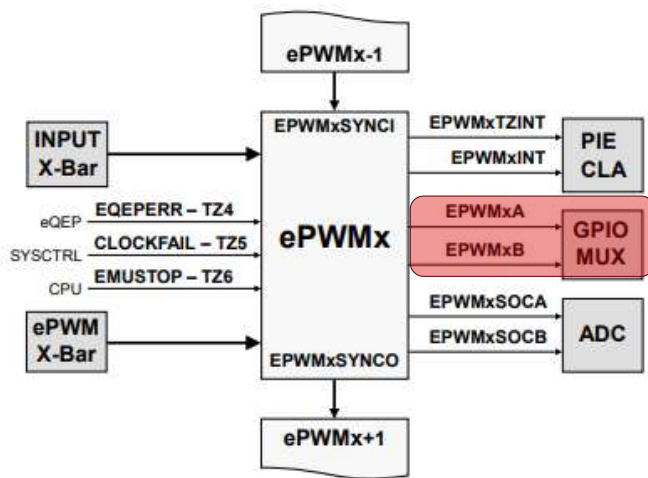 ePWMx-1
EPWMxSYNCI
INPUT
X-Bar
eQEP
EQEPERR – TZ4
SYSCTRL
CLOCKFAIL – TZ5
CPU
EMUSTOP – TZ6
ePWM
X-Bar
ePWMx
EPWMxTZINT
EPWMxINT
PIE
CLA
EPWMxA
EPWMxB
GPIO
MUX
EPWMxSOCA
EPWMxSOCB
ADC
EPWMxSYNCO
ePWMx+1